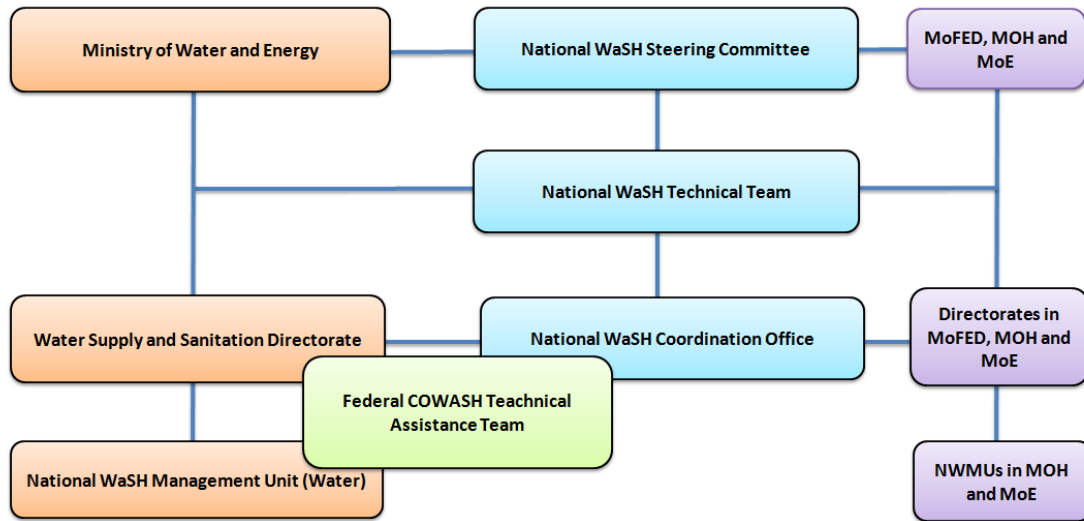 Ministry of Water and Energy
National WaSH Steering Committee
MoFED, MOH and
MoE
National WaSH Technical Team
Water Supply and Sanitation Directorate
National WaSH Coordination Office
Directorates in
MoFED, MOH and
MoE
Federal COWASH Teachnical
Assistance Team
National WaSH Management Unit (Water)
NWMUs in MOH
and MoE